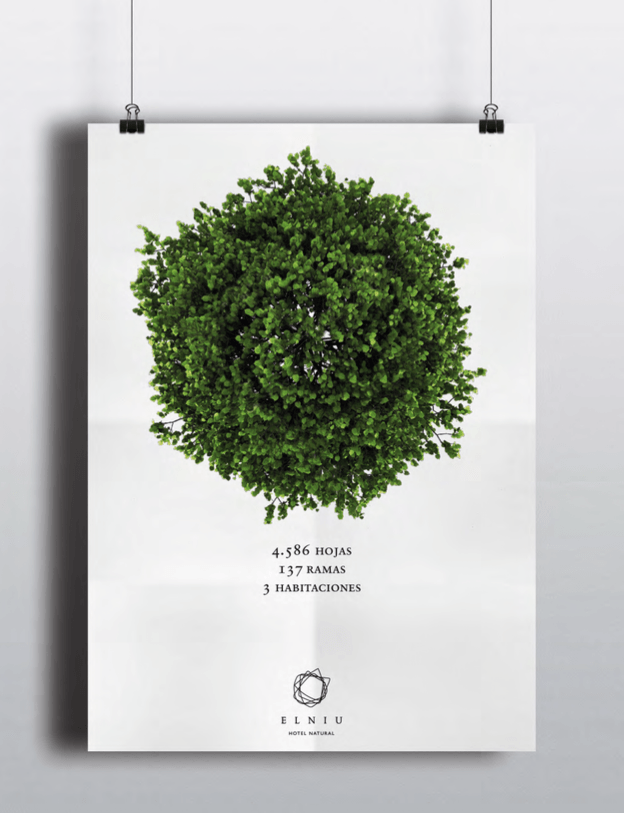 4.586 HOJAS
137 RAMAS
3 HABITACIONES
ELNIU
HOTEL NATURAL